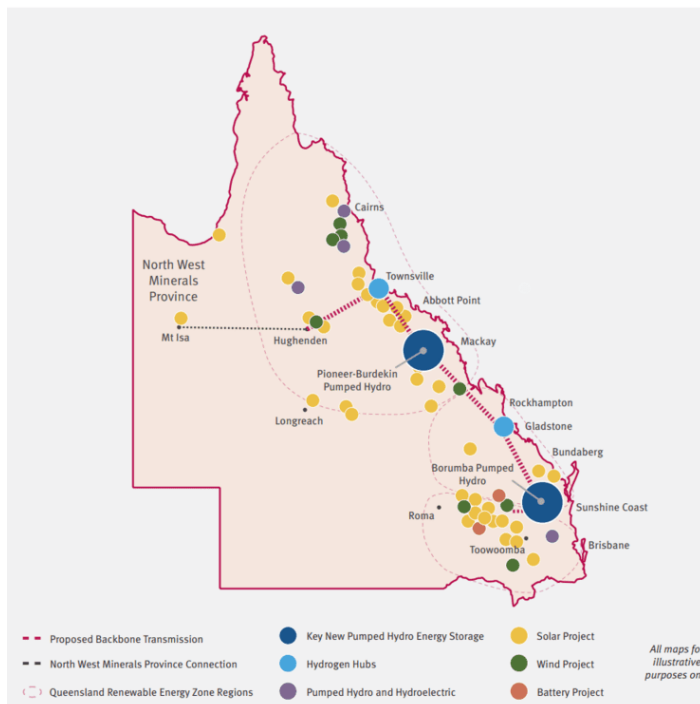 Cairns
North West
Minerals
Province
Townsville
Abbott Point
Mt Isa
Hughenden
Mackay
Pioneer-Burdekin
Pumped Hydro
Longreach
Rockhampton
Gladstone
Bundaberg
Borumba Pumped
Hydro
Sunshine Coast
Roma
Toowoomba
Brisbane
Proposed Backbone Transmission
North West Minerals Province Connection
Queensland Renewable Energy Zone Regions
Key New Pumped Hydro Energy Storage
Hydrogen Hubs
Pumped Hydro and Hydroelectric
Solar Project
Wind Project
Battery Project
All maps fo
illustrative
purposes on